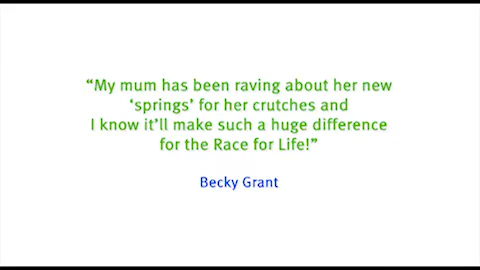 “My mum has been raving about her new
‘springs’ for her crutches and
I know it’ll make such a huge difference
for the Race for Life!”
Becky Grant